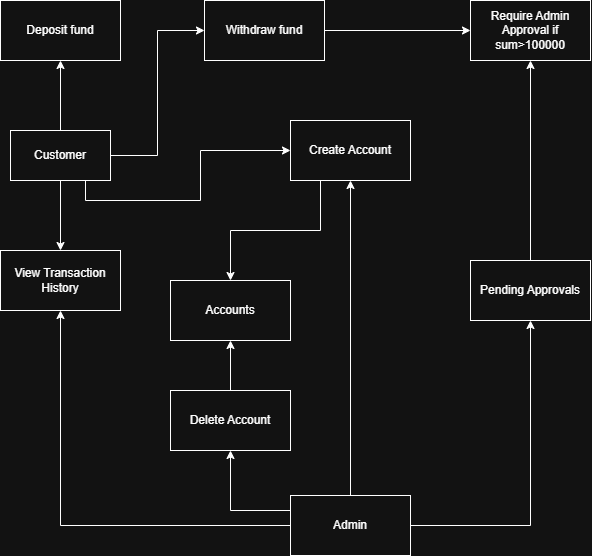 Deposit fund
Withdraw fund
Require Admin
Approval if
sum>100000
Customer
Create Account
View Transaction
History
Accounts
Pending Approvals
Delete Account
Admin